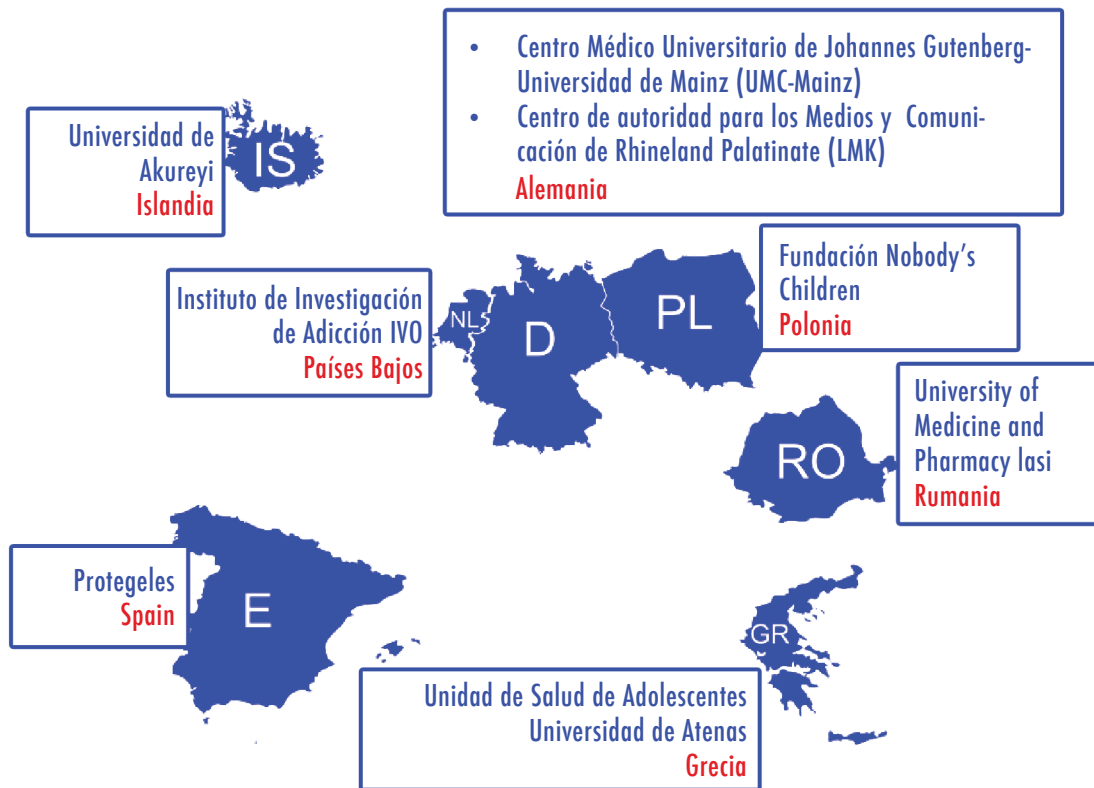 • Centro Médico Universitario de Johannes Gutenberg-
Universidad de Mainz (UMC-Mainz)
• Centro de autoridad para los Medios y Comuni-
cación de Rhineland Palatinate (LMK)
Alemania
Universidad de
Akureyi
Islandia
IS
Fundación Nobody's
Children
Polonia
Instituto de Investigación
de Adicción IVO
Países Bajos
NL
D
PL
University of
Medicine and
Pharmacy Iasi
Rumania
RO
Protegeles
Spain
E
GR
Unidad de Salud de Adolescentes
Universidad de Atenas
Grecia